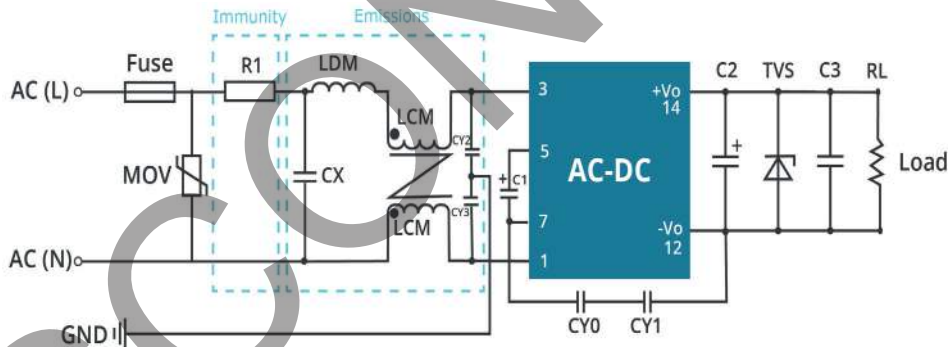 Immunity Emissions
Fuse R1 LDM C2 TVS C3 RL
AC (L) 3 +Vo
14
LCM
CY2
5
MOV CX C1 AC-DC Load
+ +
CY3
LCM 7 -Vo
12
AC (N) 1
CY0 CY1
GND
CON